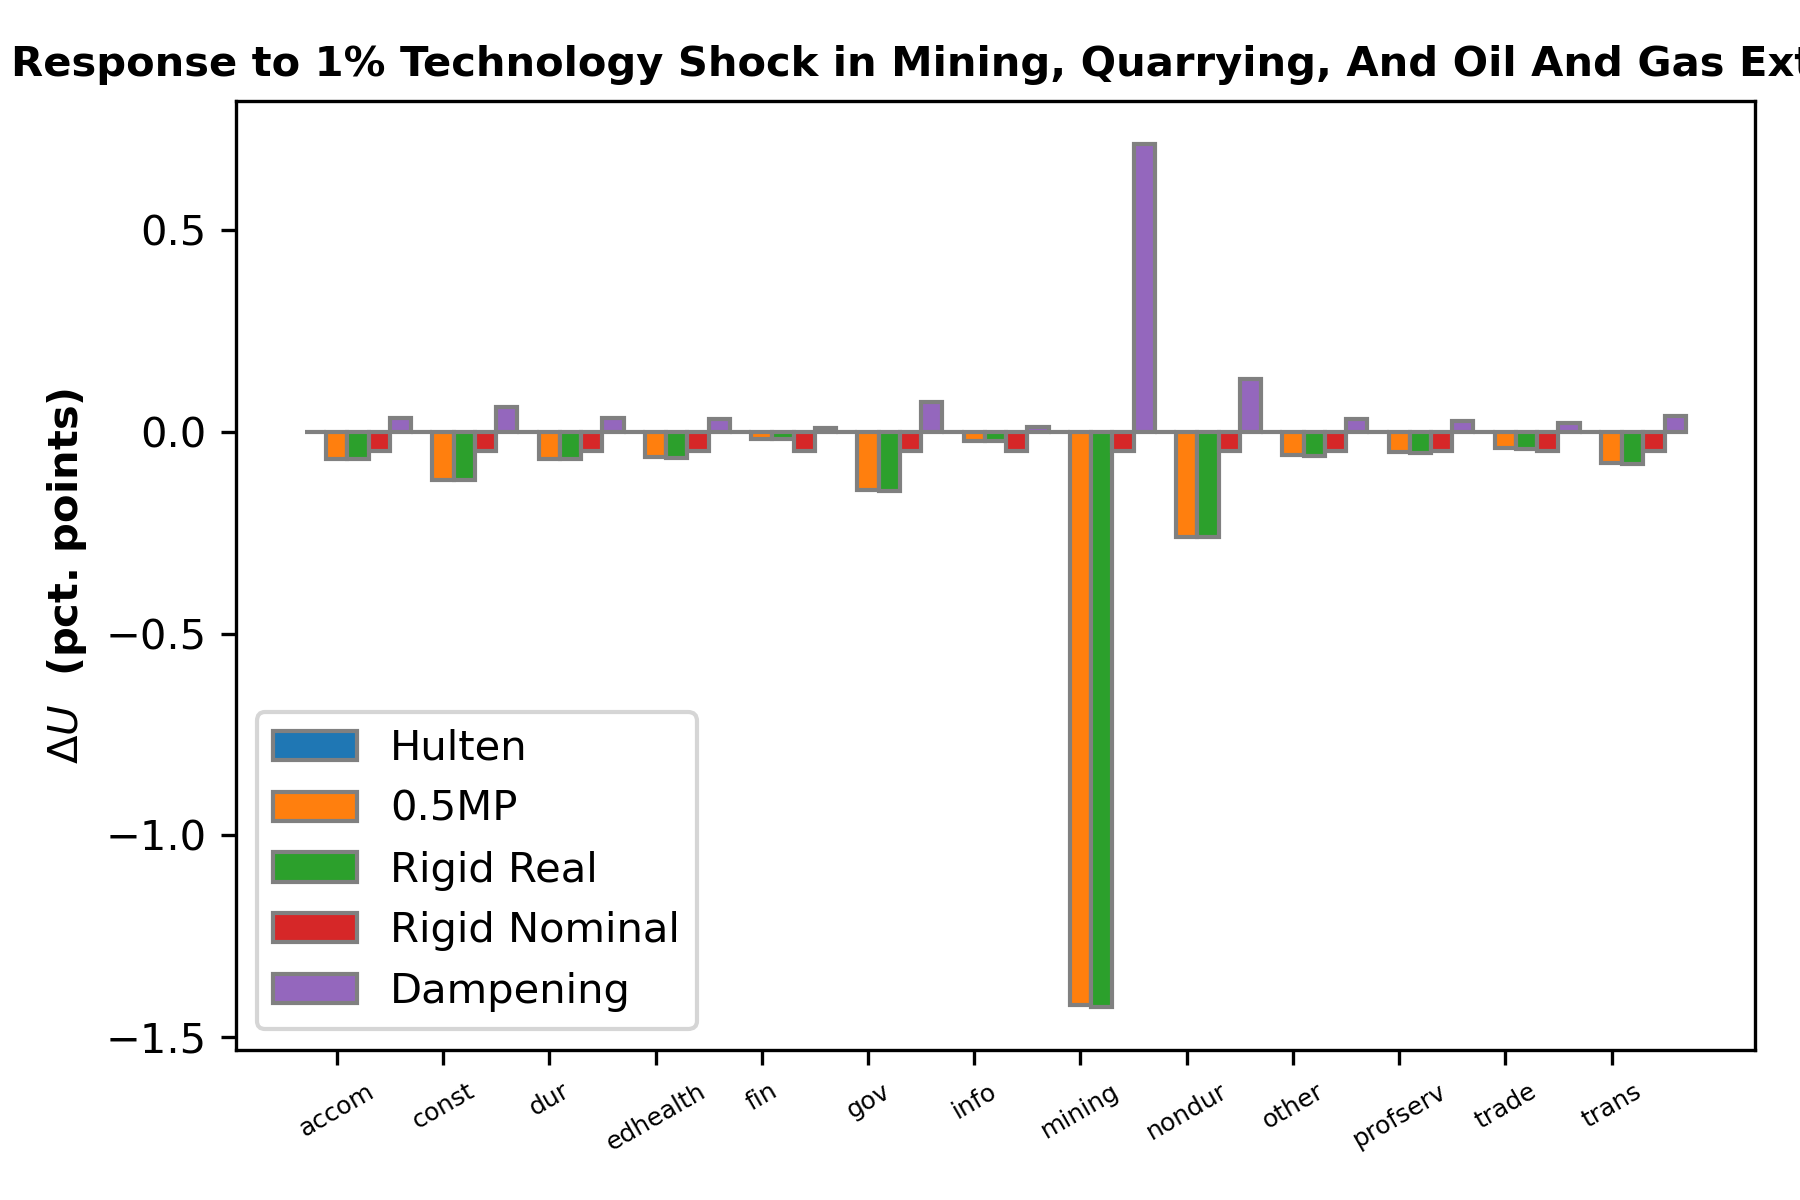 Response to 1% Technology Shock in Mining, Quarrying, And Oil And Gas Ext
ΔU (pct. points)
0.5
0.0
−0.5
−1.0
−1.5
Hulten
0.5MP
Rigid Real
Rigid Nominal
Dampening
accom const dur edhealth fin gov info mining nondur other profserv trade trans